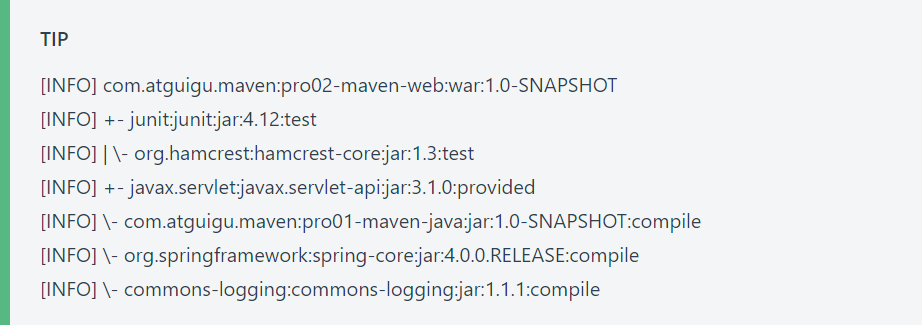 TIP
[INFO] com.atguigu.maven:pro02-maven-web:war:1.0-SNAPSHOT
[INFO] +- junit:junit:jar:4.12:test
[INFO] | \- org.hamcrest:hamcrest-core:jar:1.3:test
[INFO] +- javax.servlet:javax.servlet-api:jar:3.1.0:provided
[INFO] \- com.atguigu.maven:pro01-maven-java:jar:1.0-SNAPSHOT:compile
[INFO] \- org.springframework:spring-core:jar:4.0.0.RELEASE:compile
[INFO] \- commons-logging:commons-logging:jar:1.1.1:compile